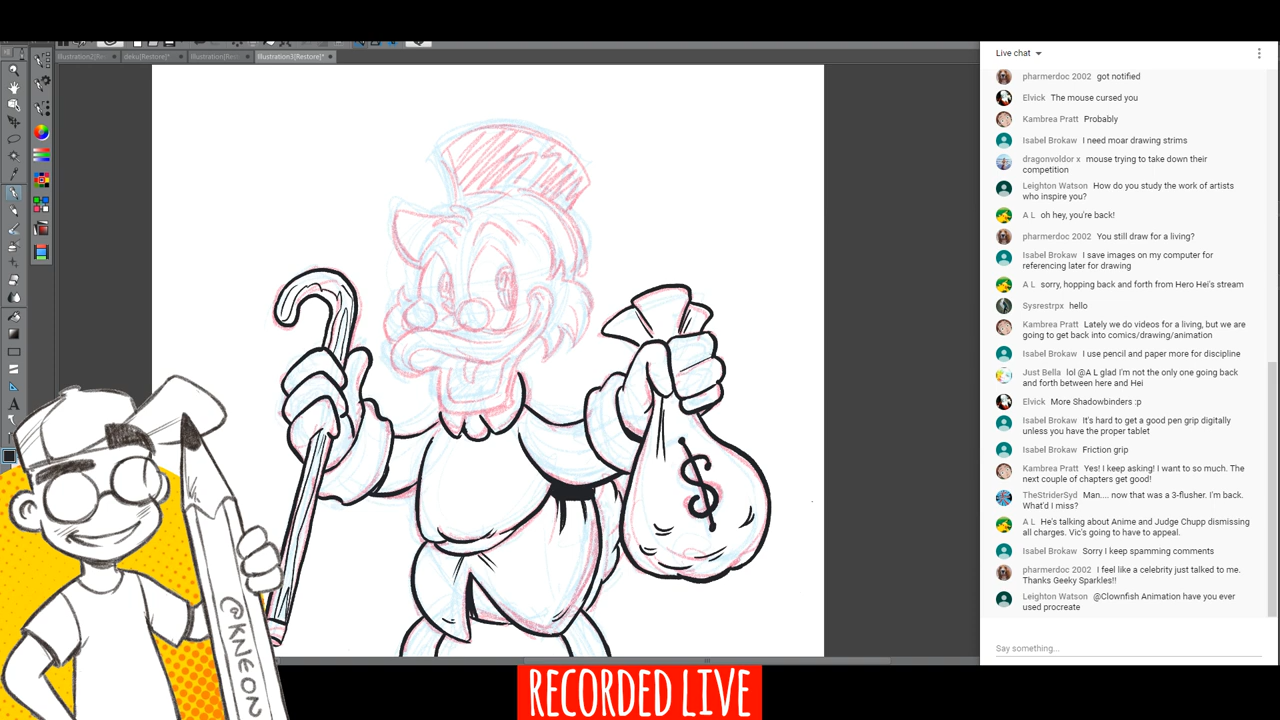 Illustration2[Res
deku[Restore]*
Illustration[Rec
Illustration3[Restore]*
Live chat
pharmerdoc 2002 got notified
Elvick The mouse cursed you
Kambrea Pratt Probably
Isabel Brokaw I need moar drawing strims
dragonvoldor x mouse trying to take down their
competition
Leighton Watson How do you study the work of artists
who inspire you?
A L oh hey, you're back!
pharmerdoc 2002 You still draw for a living?
Isabel Brokaw I save images on my computer for
referencing later for drawing
A L sorry, hopping back and forth from Hero Hei's stream
Sysrestrpx hello
Kambrea Pratt Lately we do videos for a living, but we are
going to get back into comics/drawing/animation
Isabel Brokaw I use pencil and paper more for discipline
Just Bella lol @A L glad I'm not the only one going back
and forth between here and Hei
Elvick More Shadowbinders :p
Isabel Brokaw It's hard to get a good pen grip digitally
unless you have the proper tablet
Isabel Brokaw Friction grip
Kambrea Pratt Yes! I keep asking! I want to so much. The
next couple of chapters get good!
TheStriderSyd Man.... now that was a 3-flusher. I'm back.
What'd I miss?
A L He's talking about Anime and Judge Chupp dismissing
all charges. Vic's going to have to appeal.
Isabel Brokaw Sorry I keep spamming comments
pharmerdoc 2002 I feel like a celebrity just talked to me.
Thanks Geeky Sparkles!!
Leighton Watson @Clownfish Animation have you ever
used procreate
Say something...
$
@KNEON
RECORDED LIVE